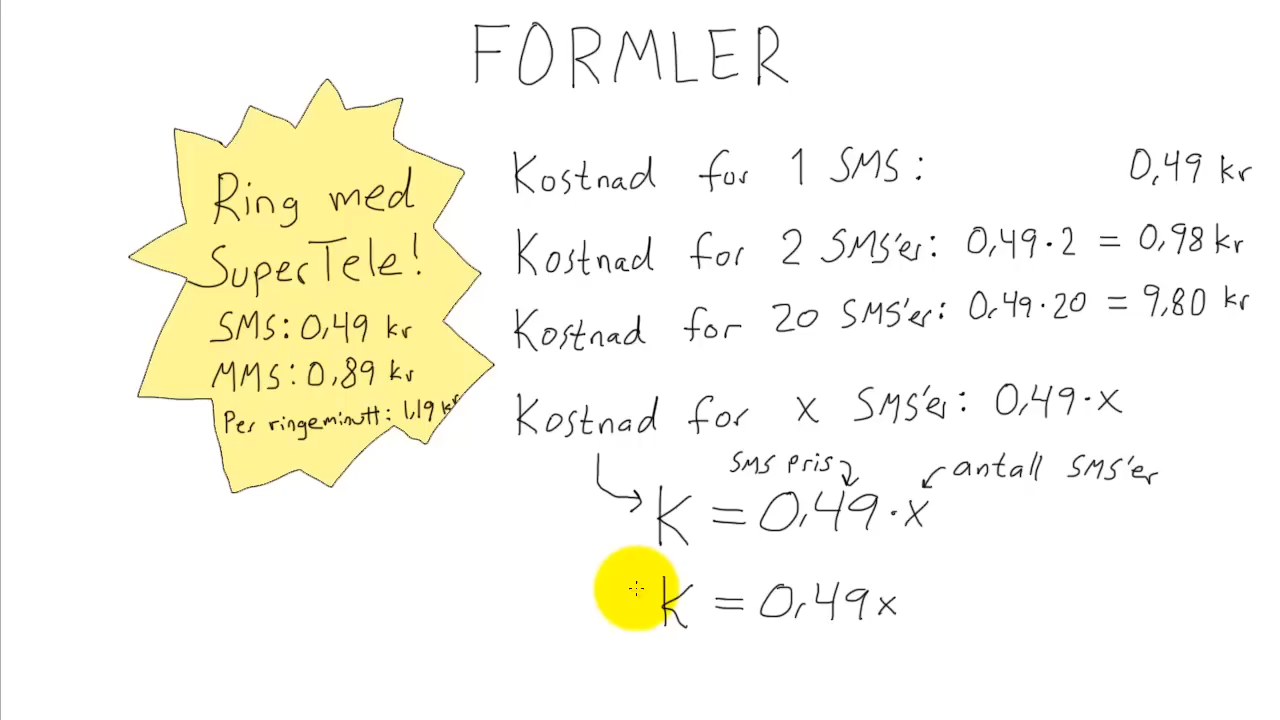 FORMLER
Ring med
SuperTele!
SMS: 0,49 kr
MMS: 0,89 kr
Per ringeminutt: 1,19 kr
Kostnad for 1 SMS: 0,49 kr
Kostnad for 2 SMS'er: 0,49·2 = 0,98 kr
Kostnad for 20 SMS'er: 0,49·20 = 9,80 kr
Kostnad for x SMS'er: 0,49·x
SMS pris antall SMS'er
K = 0,49·x
K = 0,49x